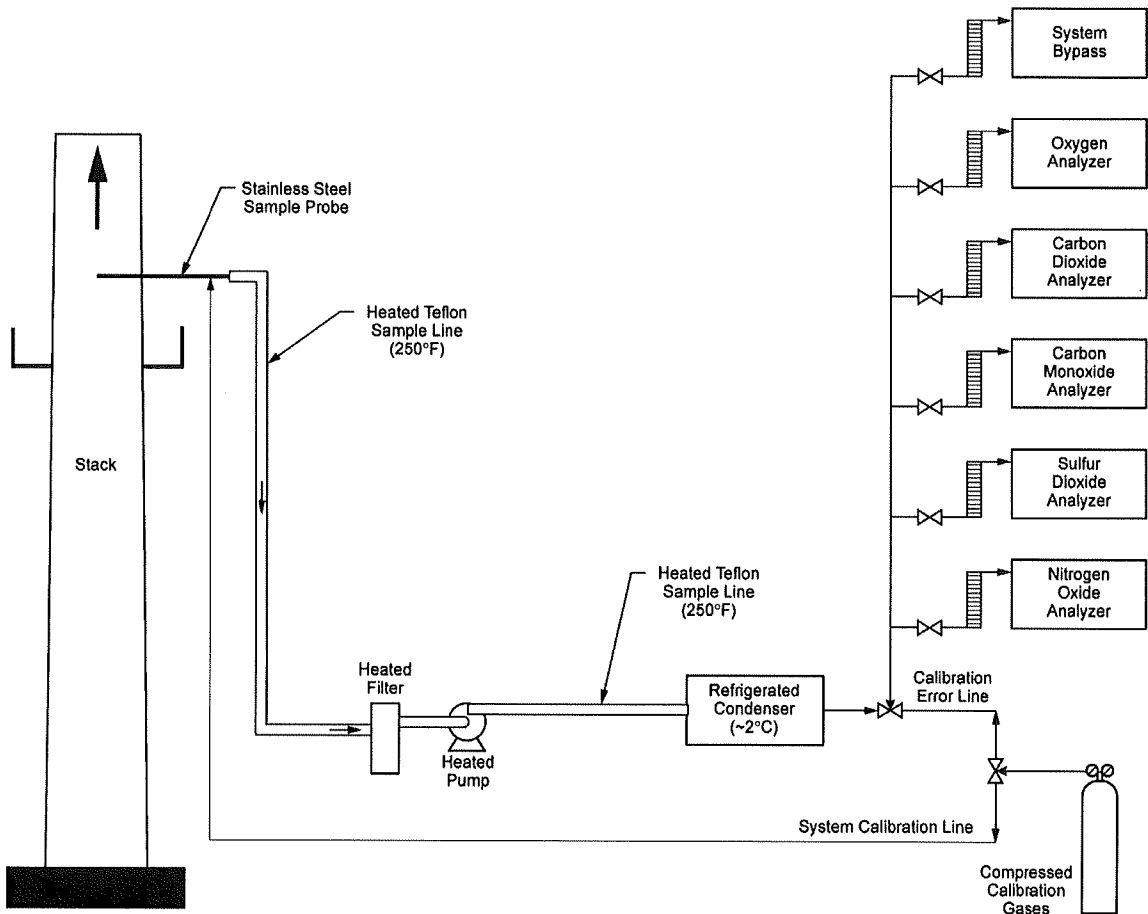 System
Bypass
Oxygen
Analyzer
Carbon
Dioxide
Analyzer
Carbon
Monoxide
Analyzer
Sulfur
Dioxide
Analyzer
Nitrogen
Oxide
Analyzer
Stainless Steel
Sample Probe
Heated Teflon
Sample Line
(250°F)
Stack
Heated Teflon
Sample Line
(250°F)
Heated
Filter
Heated
Pump
Refrigerated
Condenser
(~2°C)
Calibration
Error Line
System Calibration Line
Compressed
Calibration
Gases